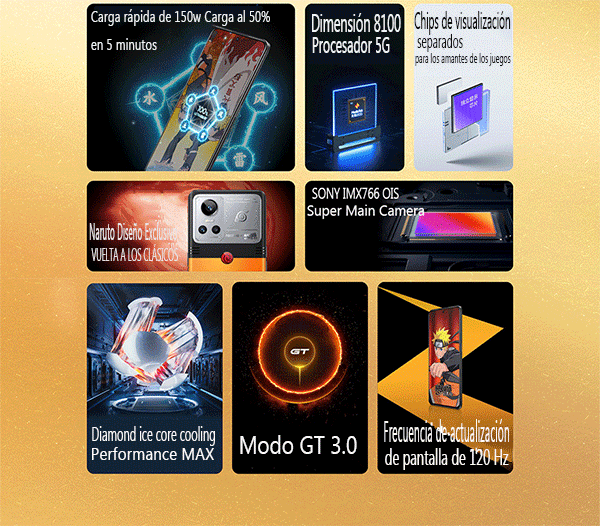 Carga rápida de 150w Carga al 50%
en 5 minutos
水
风
100%
雷
Dimensión 8100
Procesador 5G
Chips de visualización
separados
para los amantes de los juegos
Naruto Diseño Exclusivo
VUELTA A LOS CLÁSICOS
SONY IMX766 OIS
Super Main Camera
Diamond ice core cooling
Performance MAX
GT
Modo GT 3.0
Frecuencia de actualización
de pantalla de 120 Hz